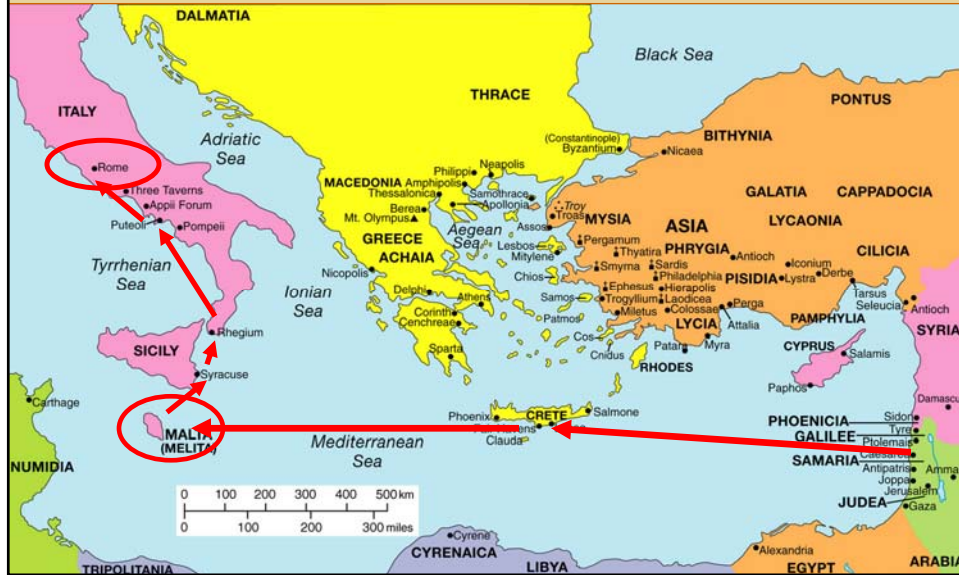 DALMATIA
Black Sea
THRACE
PONTUS
ITALY
Adriatic
Sea
(Constantinople)
Byzantium
BITHYNIA
Nicaea
Rome
Three Taverns
Appii Forum
Puteoli
Pompeii
Tyrrhenian
Sea
Ionian
Sea
MACEDONIA
Philippi
Neapolis
Amphipolis
Thessalonica
Samothrace
Apollonia
Berea
Mt. Olympus
Aegean
Sea
GREECE
ACHAIA
Nicopolis
Delphi
Athens
Corinth
Cenchreae
Sparta
Troy
Troas
Assos
MYSIA
Lesbos
Mitylene
Chios
Samos
Patmos
Cos
Cnidus
RHODES
ASIA
Pergamum
Thyatira
Smyrna
Sardis
Philadelphia
Ephesus
Hierapolis
Trogyllium
Laodicea
Miletus
Colossae
PHRYGIA
Antioch
GALATIA
CAPPADOCIA
LYCAONIA
Iconium
Derbe
Lystra
PISIDIA
CILICIA
Tarsus
Seleucia
Antioch
SYRIA
Perga
Attalia
PAMPHYLIA
LYCIA
Patara
Myra
CYPRUS
Salamis
Paphos
SICILY
Rhegium
Syracuse
Carthage
MALTA
(MELITA)
Mediterranean
Sea
Phoenix
CRETE
Salmone
Clauda
PHOENICIA
Sidon
Tyre
GALILEE
Ptolemais
Caesarea
SAMARIA
Antipatris
Joppa
Jerusalem
JUDEA
Gaza
NUMIDIA
0 100 200 300 400 500 km
0 100 200 300 miles
Cyrene
CYRENAICA
TRIPOLITANIA
LIBYA
Alexandria
EGYPT